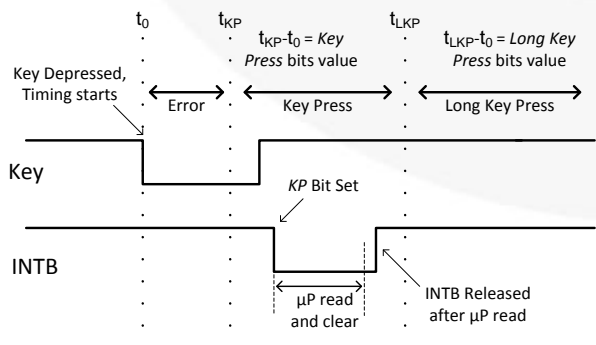 t0
tKP
tLKP
tKP-t0 = Key
Press bits value
tLKP-t0 = Long Key
Press bits value
Key Depressed,
Timing starts
Error
Key Press
Long Key Press
Key
KP Bit Set
INTB
µP read
and clear
INTB Released
after µP read